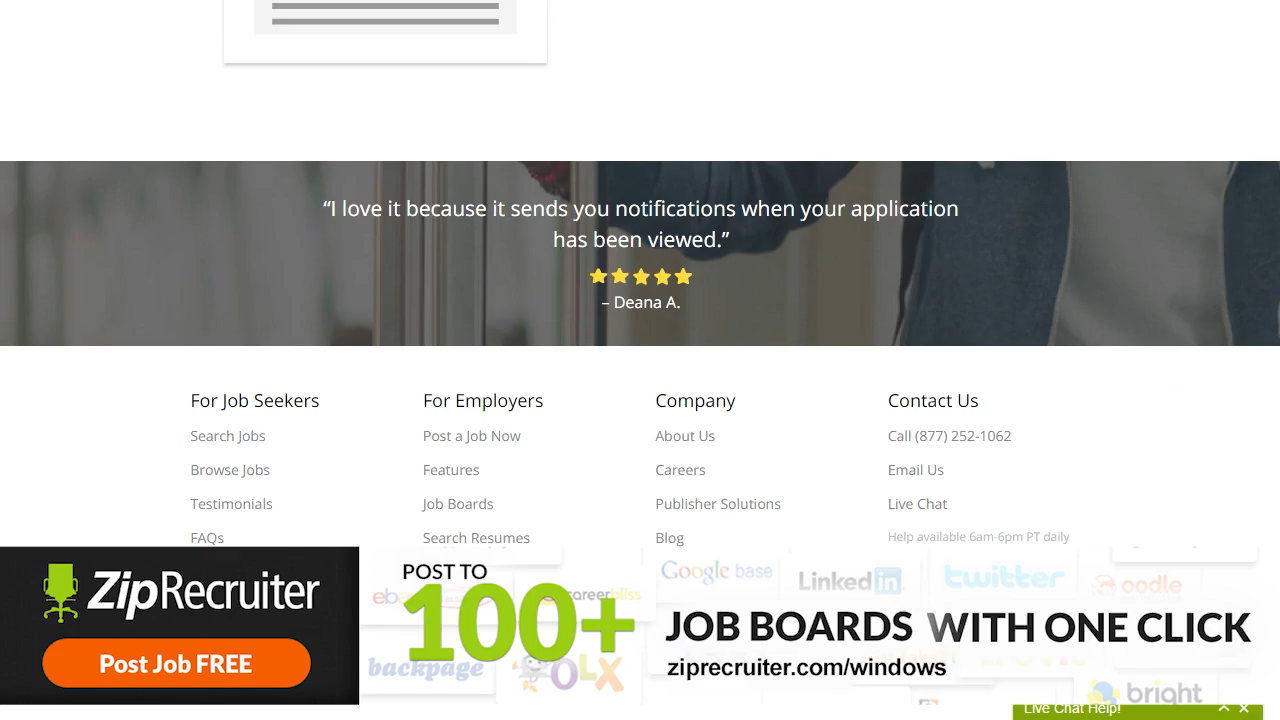 “I love it because it sends you notifications when your application
has been viewed.”
– Deana A.
For Job Seekers
Search Jobs
Browse Jobs
Testimonials
FAQs
For Employers
Post a Job Now
Features
Job Boards
Search Resumes
Company
About Us
Careers
Publisher Solutions
Blog
Contact Us
Call (877) 252-1062
Email Us
Live Chat
Help available 6am-6pm PT daily
ZipRecruiter
Post Job FREE
POST TO
100+
JOB BOARDS WITH ONE CLICK
ziprecruiter.com/windows
Google base
LinkedIn
twitter
oodle
careerbliss
backpage
OLX
bright
Live Chat Help!